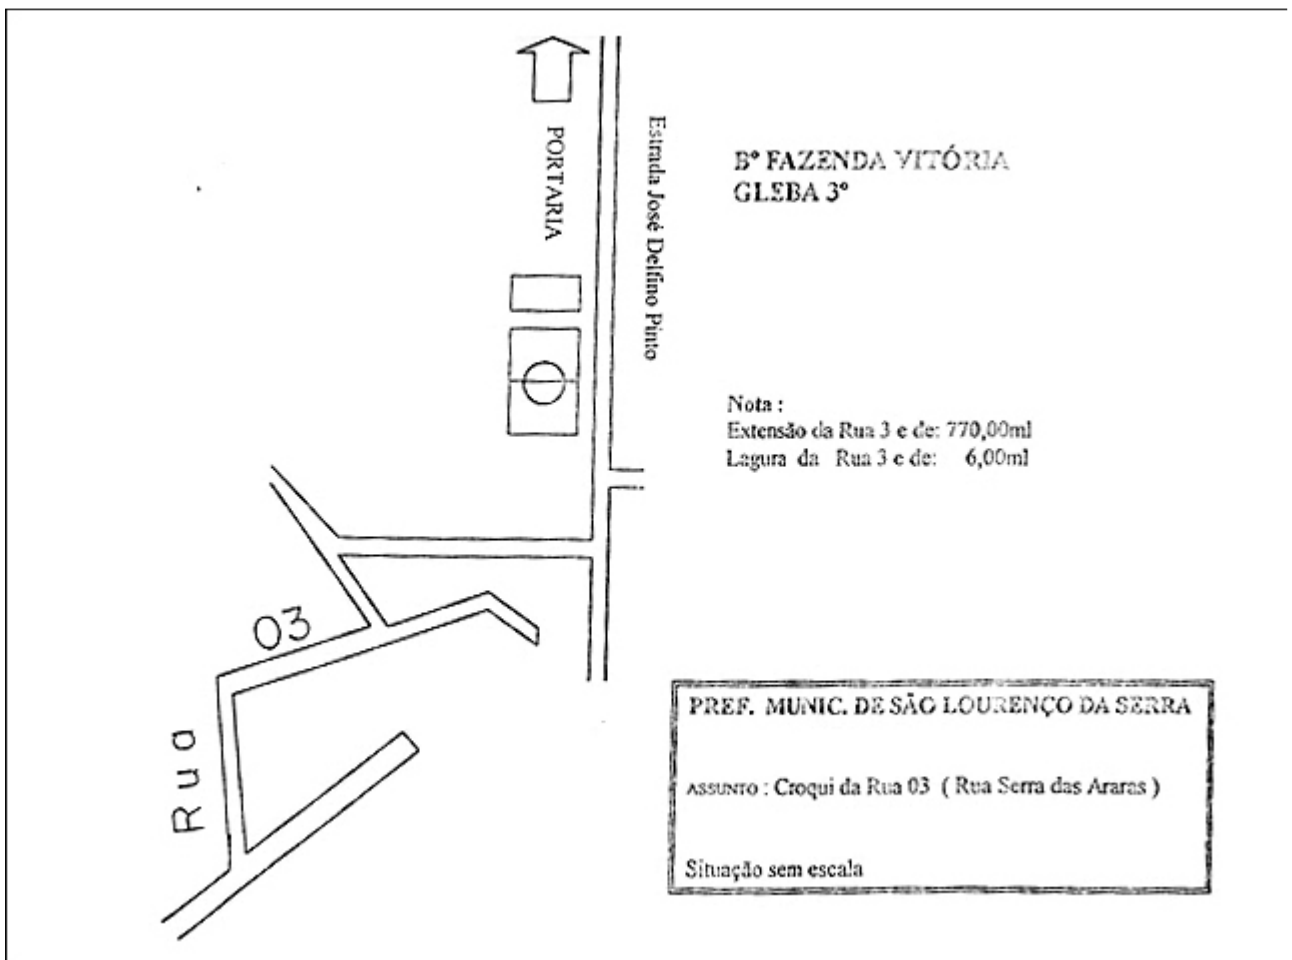 PORTARIA
Estrada José Delfino Pinto
Bº FAZENDA VITÓRIA
GLEBA 3º
Nota :
Extensão da Rua 3 e de: 770,00ml
Lagura da Rua 3 e de: 6,00ml
Rua 03
PREF. MUNIC. DE SÃO LOURENÇO DA SERRA
ASSUNTO : Croqui da Rua 03 ( Rua Serra das Araras )
Situação sem escala